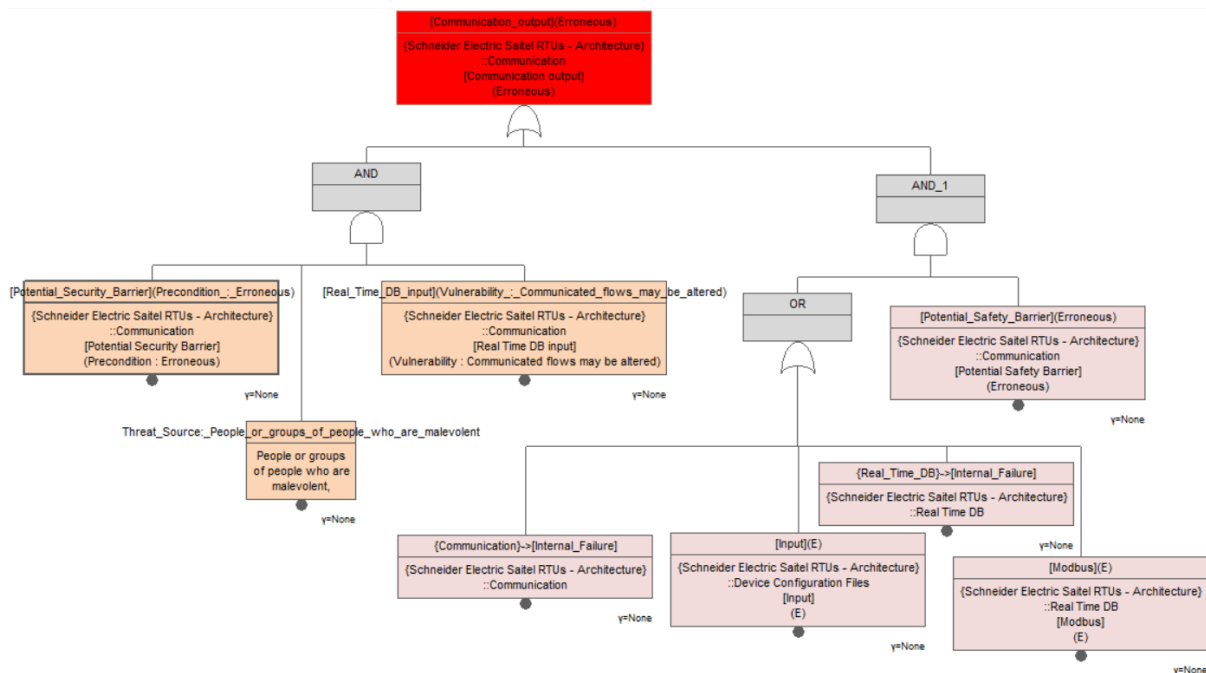 [Communication_output](Erroneous)
{Schneider Electric Saitel RTUs - Architecture}
::Communication
[Communication output]
(Erroneous)
AND
AND_1
[Potential_Security_Barrier](Precondition_:_Erroneous)
{Schneider Electric Saitel RTUs - Architecture}
::Communication
[Potential Security Barrier]
(Precondition : Erroneous)
γ=None
[Real_Time_DB_input](Vulnerability_:_Communicated_flows_may_be_altered)
{Schneider Electric Saitel RTUs - Architecture}
::Communication
[Real Time DB input]
(Vulnerability : Communicated flows may be altered)
γ=None
OR
[Potential_Safety_Barrier](Erroneous)
{Schneider Electric Saitel RTUs - Architecture}
::Communication
[Potential Safety Barrier]
(Erroneous)
γ=None
Threat_Source:_People_or_groups_of_people_who_are_malevolent
People or groups
of people who are
malevolent,
γ=None
{Real_Time_DB}->[Internal_Failure]
{Schneider Electric Saitel RTUs - Architecture}
::Real Time DB
γ=None
{Communication}->[Internal_Failure]
{Schneider Electric Saitel RTUs - Architecture}
::Communication
γ=None
[Input](E)
{Schneider Electric Saitel RTUs - Architecture}
::Device Configuration Files
[Input]
(E)
γ=None
[Modbus](E)
{Schneider Electric Saitel RTUs - Architecture}
::Real Time DB
[Modbus]
(E)
γ=None